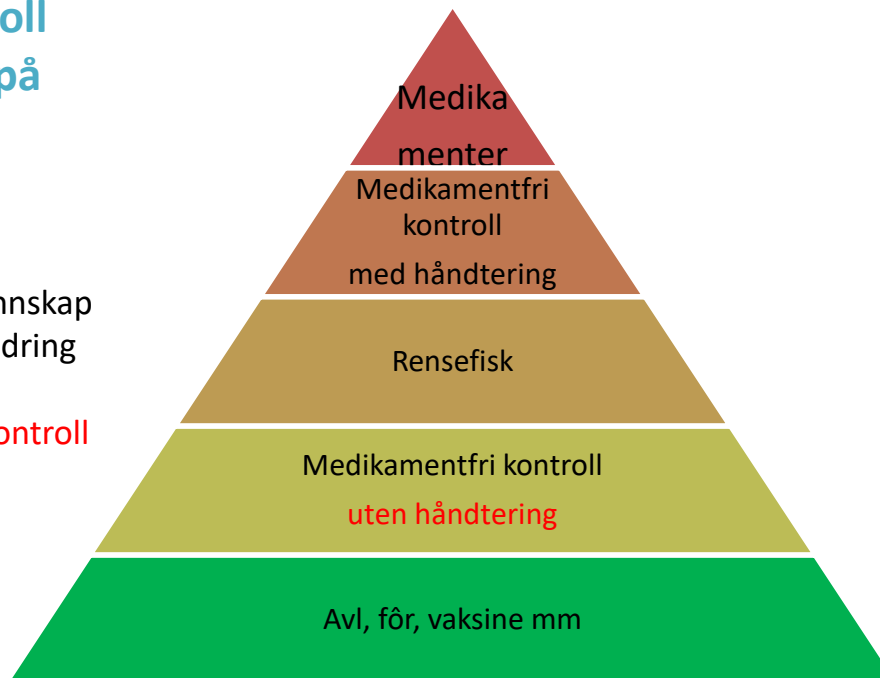 oll
på
nnskap
dring
ontroll
Medika
menter
Medikamentfri
kontroll
med håndtering
Rensefisk
Medikamentfri kontroll
uten håndtering
Avl, fôr, vaksine mm